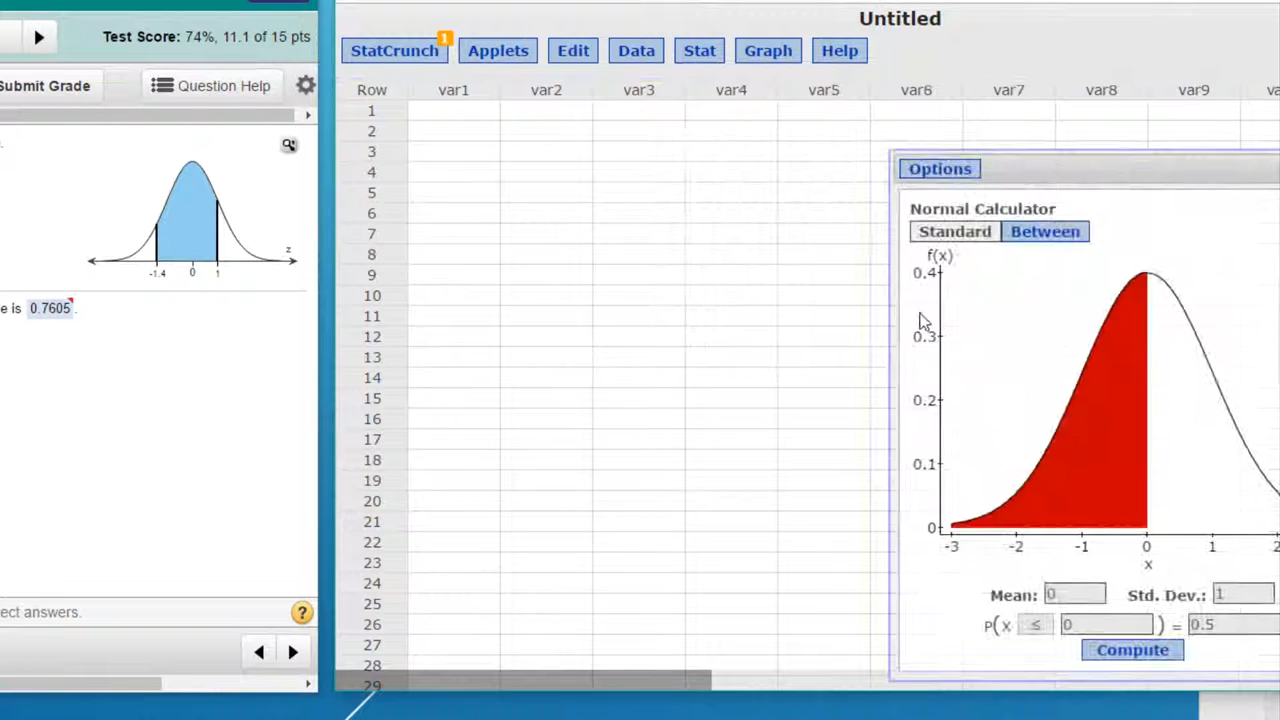 Test Score: 74%, 11.1 of 15 pts
Submit Grade
Question Help
z
-1.4 0 1
e is 0.7605.
ect answers.
?
Untitled
StatCrunch 1 Applets Edit Data Stat Graph Help
Row var1 var2 var3 var4 var5 var6 var7 var8 var9 va
1
2
3
4
5
6
7
8
9
10
11
12
13
14
15
16
17
18
19
20
21
22
23
24
25
26
27
28
29
Options
Normal Calculator
Standard Between
f(x)
0.4
0.3
0.2
0.1
0
-3 -2 -1 0 1 2
x
Mean: 0 Std. Dev.: 1
P(x ≤ 0 ) = 0.5
Compute